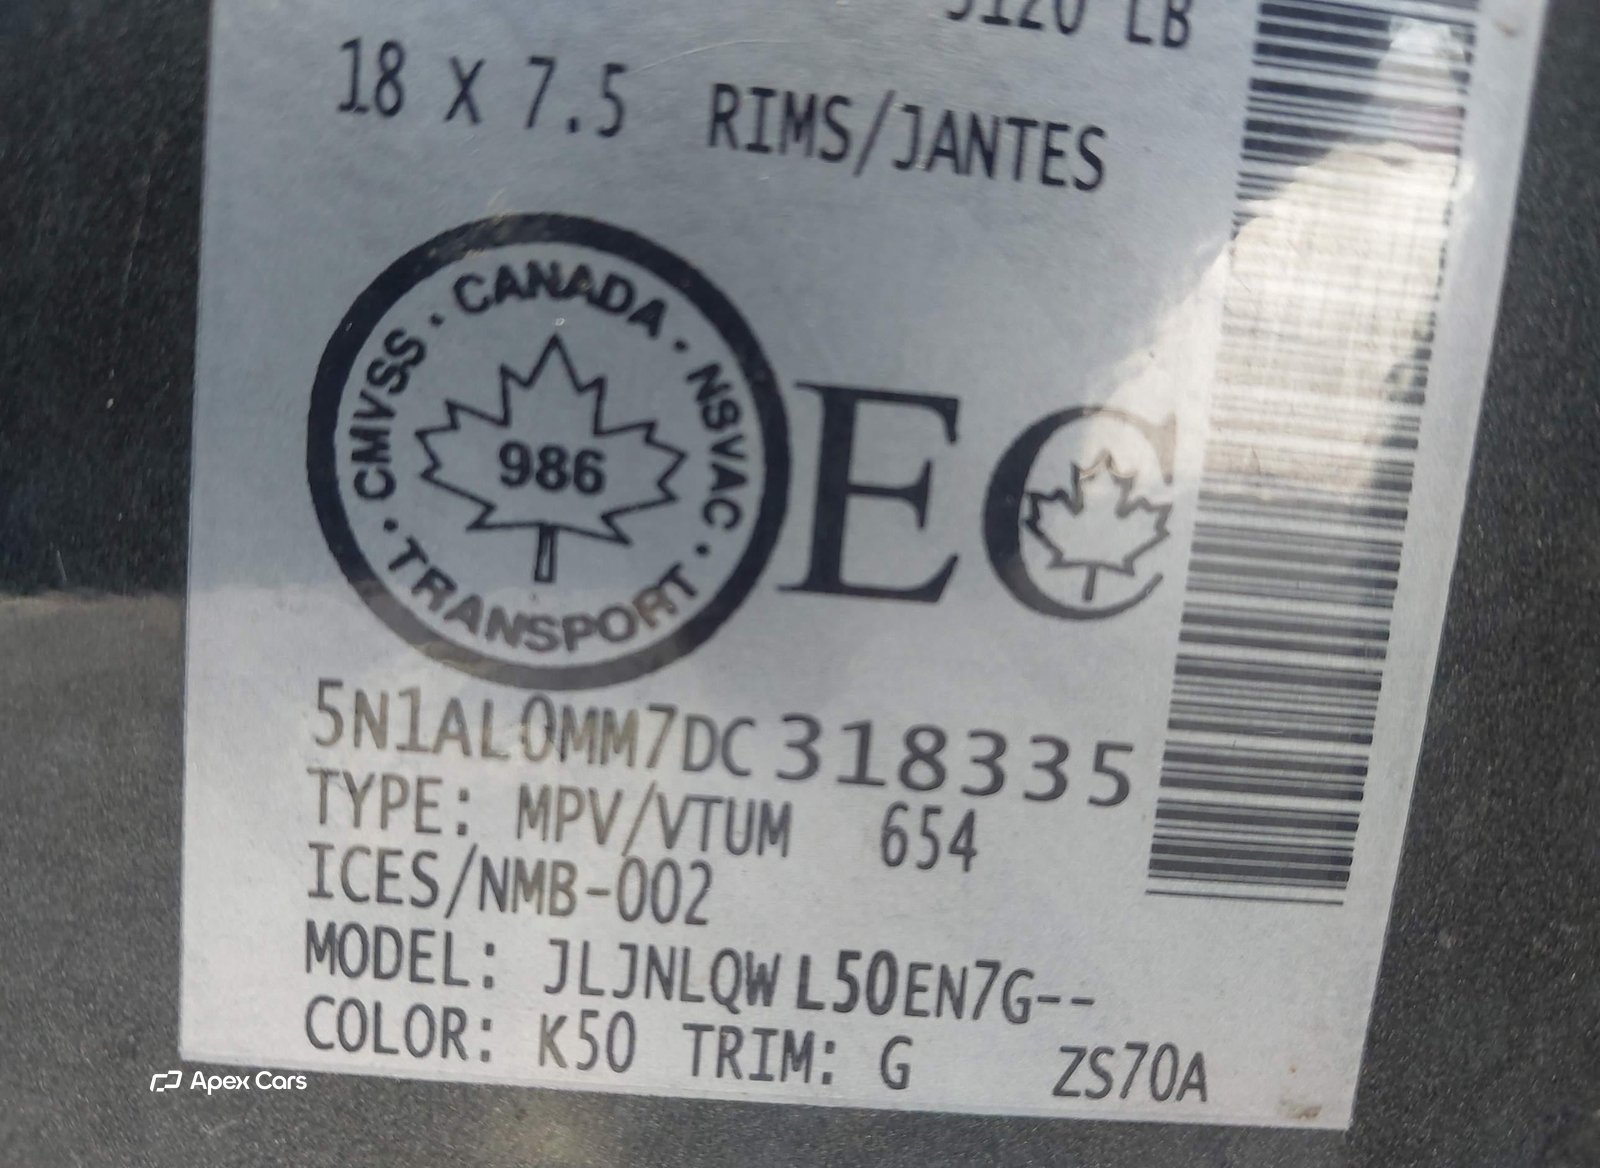 LB
18 X 7.5 RIMS/JANTES
CANADA · NSVAC · TRANSPORT · CMVSS ·
986
EC
5N1AL0MM7DC318335
TYPE: MPV/VTUM 654
ICES/NMB-002
MODEL: JLJNLQWL50EN7G--
COLOR: K50 TRIM: G ZS70A
Apex Cars